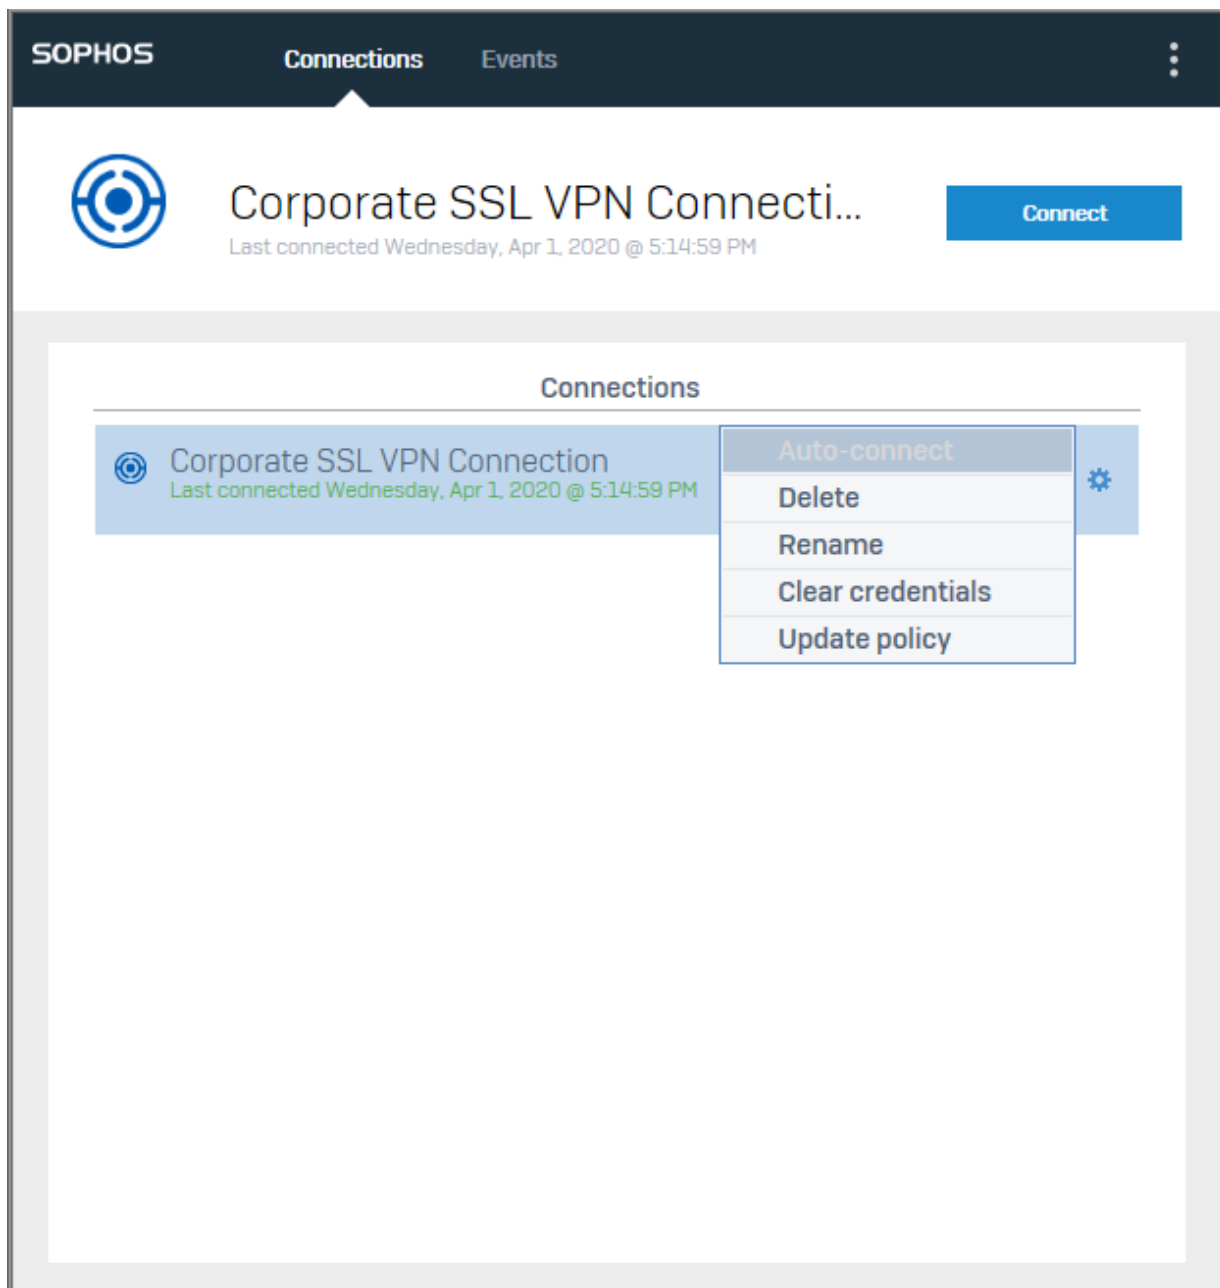 SOPHOS Connections Events
Corporate SSL VPN Connecti...
Connect
Last connected Wednesday, Apr 1, 2020 @ 5:14:59 PM
Connections
Corporate SSL VPN Connection
Last connected Wednesday, Apr 1, 2020 @ 5:14:59 PM
Auto-connect
Delete
Rename
Clear credentials
Update policy